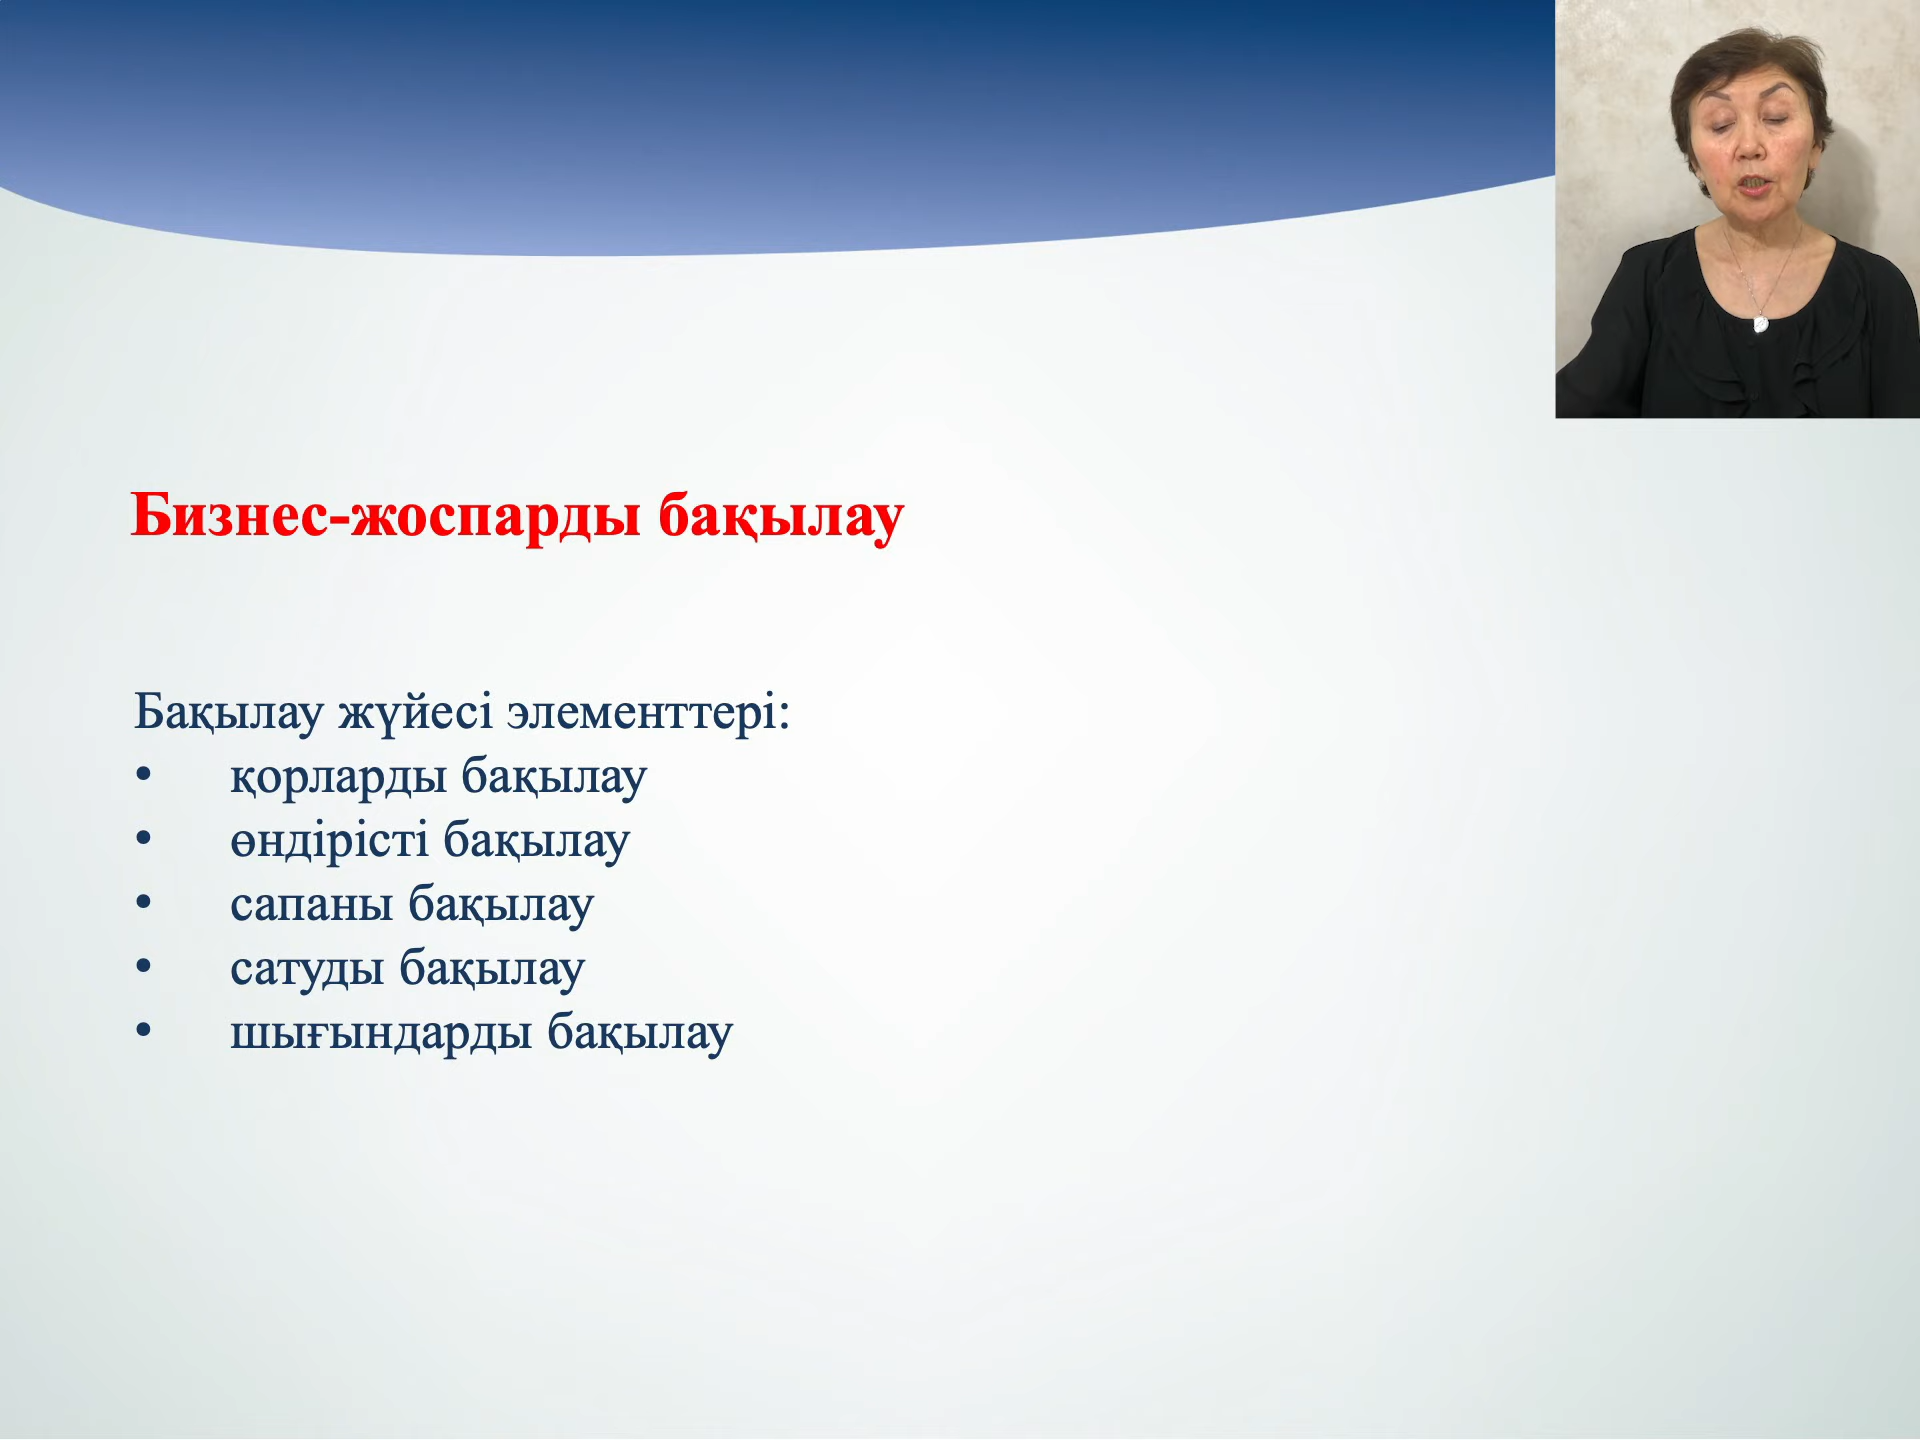 Бизнес-жоспарды бақылау
Бақылау жүйесі элементтері:
• қорларды бақылау
• өндірісті бақылау
• сапаны бақылау
• сатуды бақылау
• шығындарды бақылау